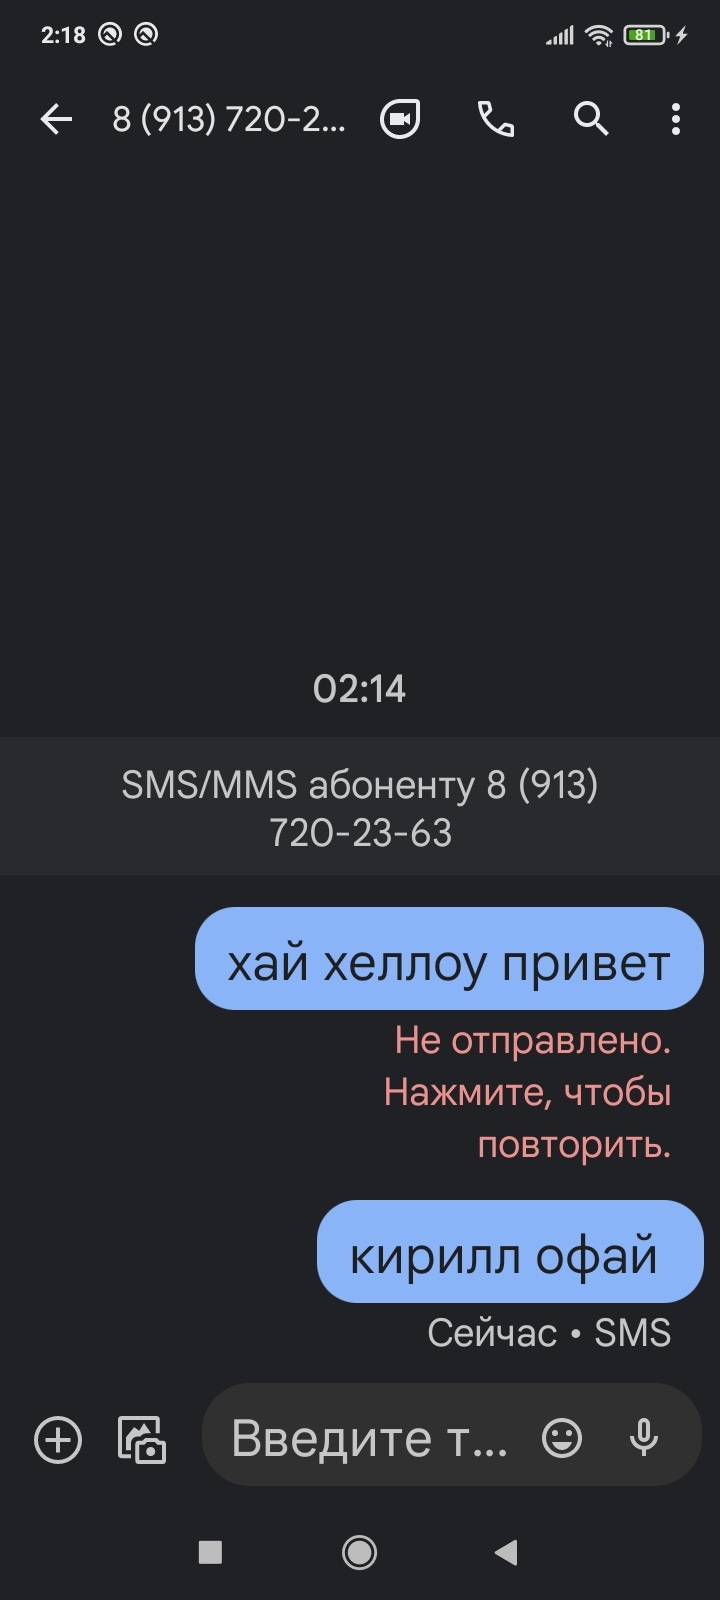 2:18
81
8 (913) 720-2...
02:14
SMS/MMS абоненту 8 (913)
720-23-63
хай хеллоу привет
Не отправлено.
Нажмите, чтобы
повторить.
кирилл офай
Сейчас • SMS
Введите т...